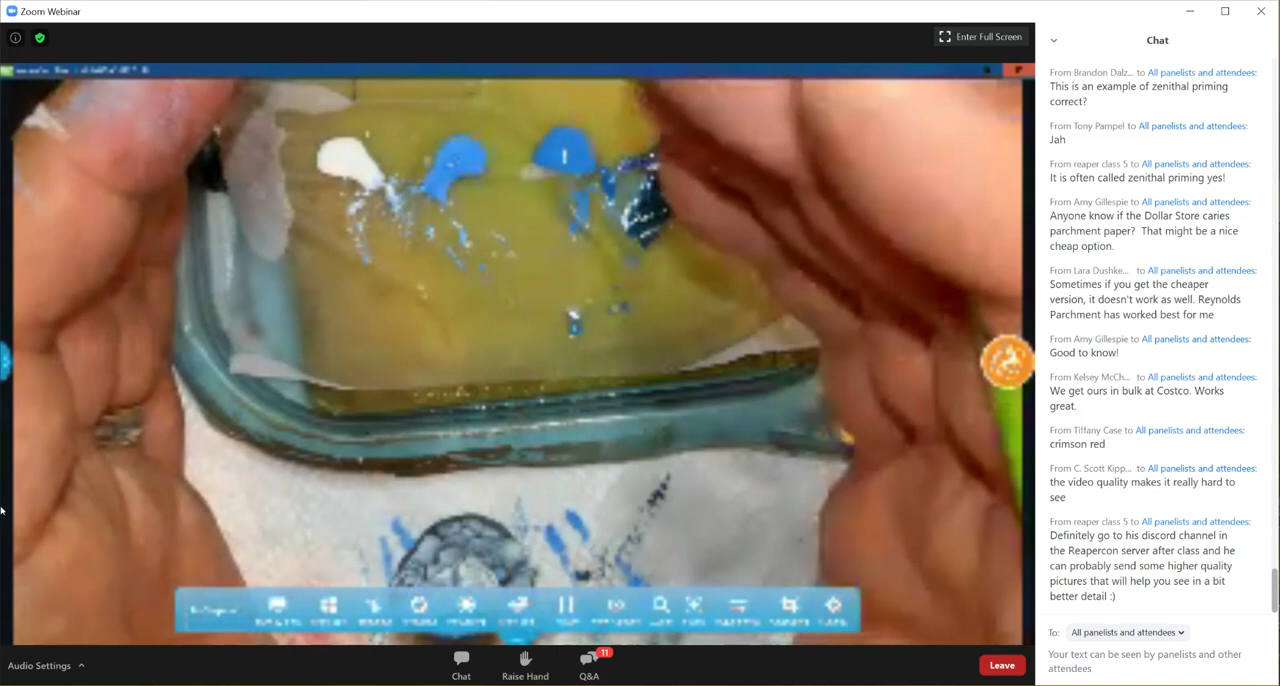 Zoom Webinar
Enter Full Screen
Chat
From Brandon Dalz... to All panelists and attendees:
This is an example of zenithal priming
correct?
From Tony Pampel to All panelists and attendees:
Jah
From reaper class 5 to All panelists and attendees:
It is often called zenithal priming yes!
From Amy Gillespie to All panelists and attendees:
Anyone know if the Dollar Store caries
parchment paper? That might be a nice
cheap option.
From Lara Dushke... to All panelists and attendees:
Sometimes if you get the cheaper
version, it doesn't work as well. Reynolds
Parchment has worked best for me
From Amy Gillespie to All panelists and attendees:
Good to know!
From Kelsey McCh... to All panelists and attendees:
We get ours in bulk at Costco. Works
great.
From Tiffany Case to All panelists and attendees:
crimson red
From C. Scott Kipp... to All panelists and attendees:
the video quality makes it really hard to
see
From reaper class 5 to All panelists and attendees:
Definitely go to his discord channel in
the Reapercon server after class and he
can probably send some higher quality
pictures that will help you see in a bit
better detail :)
To: All panelists and attendees
Your text can be seen by panelists and other
attendees
Audio Settings
Chat
Raise Hand
Q&A
11
Leave